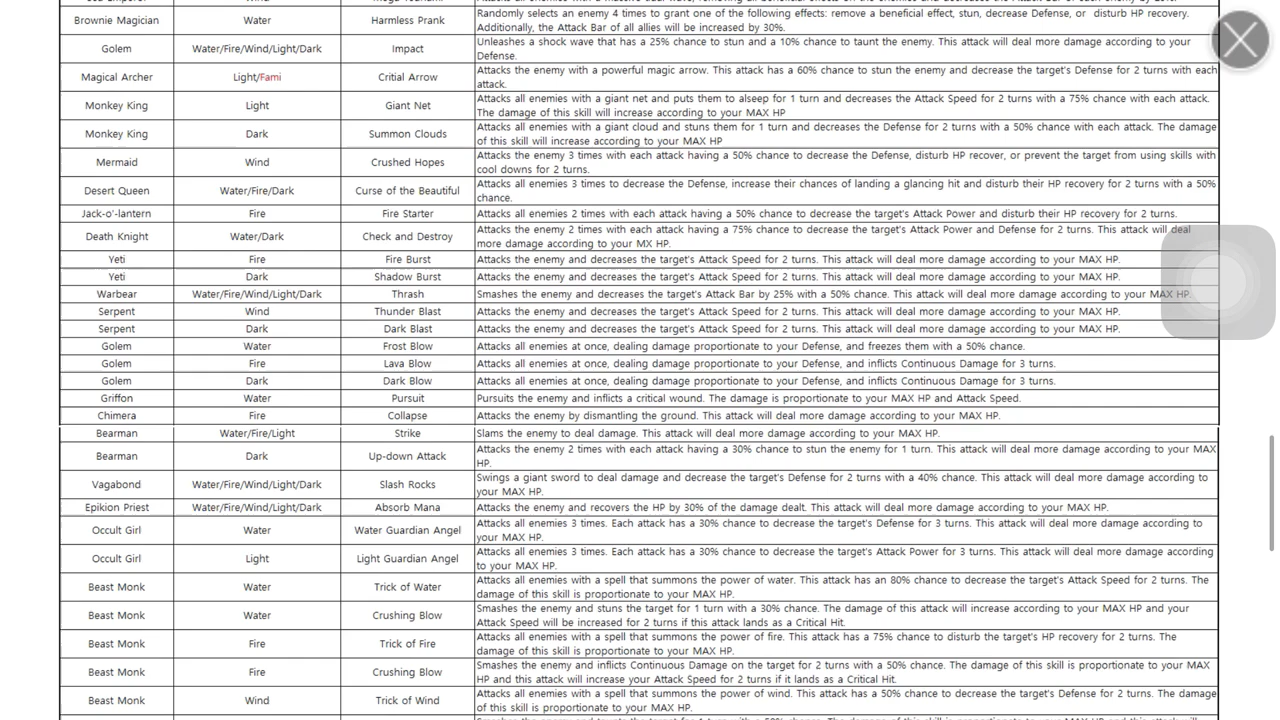 Brownie Magician Water Harmless Prank Randomly selects an enemy 4 times to grant one of the following effects: remove a beneficial effect, stun, decrease Defense, or disturb HP recovery.
Additionally, the Attack Bar of all allies will be increased by 30%.
Golem Water/Fire/Wind/Light/Dark Impact Unleashes a shock wave that has a 25% chance to stun and a 10% chance to taunt the enemy. This attack will deal more damage according to your
Defense.
Magical Archer Light/Fami Critial Arrow Attacks the enemy with a powerful magic arrow. This attack has a 60% chance to stun the enemy and decrease the target's Defense for 2 turns with each
attack.
Monkey King Light Giant Net Attacks all enemies with a giant net and puts them to alseep for 1 turn and decreases the Attack Speed for 2 turns with a 75% chance with each attack.
The damage of this skill will increase according to your MAX HP
Monkey King Dark Summon Clouds Attacks all enemies with a giant cloud and stuns them for 1 turn and decreases the Defense for 2 turns with a 50% chance with each attack. The damage
of this skill will increase according to your MAX HP
Mermaid Wind Crushed Hopes Attacks the enemy 3 times with each attack having a 50% chance to decrease the Defense, disturb HP recover, or prevent the target from using skills with
cool downs for 2 turns.
Desert Queen Water/Fire/Dark Curse of the Beautiful Attacks all enemies 3 times to decrease the Defense, increase their chances of landing a glancing hit and disturb their HP recovery for 2 turns with a 50%
chance.
Jack-o'-lantern Fire Fire Starter Attacks all enemies 2 times with each attack having a 50% chance to decrease the target's Attack Power and disturb their HP recovery for 2 turns.
Death Knight Water/Dark Check and Destroy Attacks the enemy 2 times with each attack having a 75% chance to decrease the target's Attack Power and Defense for 2 turns. This attack will deal
more damage according to your MX HP.
Yeti Fire Fire Burst Attacks the enemy and decreases the target's Attack Speed for 2 turns. This attack will deal more damage according to your MAX HP.
Yeti Dark Shadow Burst Attacks the enemy and decreases the target's Attack Speed for 2 turns. This attack will deal more damage according to your MAX HP.
Warbear Water/Fire/Wind/Light/Dark Thrash Smashes the enemy and decreases the target's Attack Bar by 25% with a 50% chance. This attack will deal more damage according to your MAX HP.
Serpent Wind Thunder Blast Attacks the enemy and decreases the target's Attack Speed for 2 turns. This attack will deal more damage according to your MAX HP.
Serpent Dark Dark Blast Attacks the enemy and decreases the target's Attack Speed for 2 turns. This attack will deal more damage according to your MAX HP.
Golem Water Frost Blow Attacks all enemies at once, dealing damage proportionate to your Defense, and freezes them with a 50% chance.
Golem Fire Lava Blow Attacks all enemies at once, dealing damage proportionate to your Defense, and inflicts Continuous Damage for 3 turns.
Golem Dark Dark Blow Attacks all enemies at once, dealing damage proportionate to your Defense, and inflicts Continuous Damage for 3 turns.
Griffon Water Pursuit Pursuits the enemy and inflicts a critical wound. The damage is proportionate to your MAX HP and Attack Speed.
Chimera Fire Collapse Attacks the enemy by dismantling the ground. This attack will deal more damage according to your MAX HP.
Bearman Water/Fire/Light Strike Slams the enemy to deal damage. This attack will deal more damage according to your MAX HP.
Bearman Dark Up-down Attack Attacks the enemy 2 times with each attack having a 30% chance to stun the enemy for 1 turn. This attack will deal more damage according to your MAX
HP.
Vagabond Water/Fire/Wind/Light/Dark Slash Rocks Swings a giant sword to deal damage and decrease the target's Defense for 2 turns with a 40% chance. This attack will deal more damage according to
your MAX HP.
Epikion Priest Water/Fire/Wind/Light/Dark Absorb Mana Attacks the enemy and recovers the HP by 30% of the damage dealt. This attack will deal more damage according to your MAX HP.
Occult Girl Water Water Guardian Angel Attacks all enemies 3 times. Each attack has a 30% chance to decrease the target's Defense for 3 turns. This attack will deal more damage according to
your MAX HP.
Occult Girl Light Light Guardian Angel Attacks all enemies 3 times. Each attack has a 30% chance to decrease the target's Attack Power for 3 turns. This attack will deal more damage according
to your MAX HP.
Beast Monk Water Trick of Water Attacks all enemies with a spell that summons the power of water. This attack has an 80% chance to decrease the target's Attack Speed for 2 turns. The
damage of this skill is proportionate to your MAX HP.
Beast Monk Water Crushing Blow Smashes the enemy and stuns the target for 1 turn with a 30% chance. The damage of this attack will increase according to your MAX HP and your
Attack Speed will be increased for 2 turns if this attack lands as a Critical Hit.
Beast Monk Fire Trick of Fire Attacks all enemies with a spell that summons the power of fire. This attack has a 75% chance to disturb the target's HP recovery for 2 turns. The
damage of this skill is proportionate to your MAX HP.
Beast Monk Fire Crushing Blow Smashes the enemy and inflicts Continuous Damage on the target for 2 turns with a 50% chance. The damage of this skill is proportionate to your MAX
HP and this attack will increase your Attack Speed for 2 turns if it lands as a Critical Hit.
Beast Monk Wind Trick of Wind Attacks all enemies with a spell that summons the power of wind. This attack has a 50% chance to decrease the target's Defense for 2 turns. The damage
of this skill is proportionate to your MAX HP.